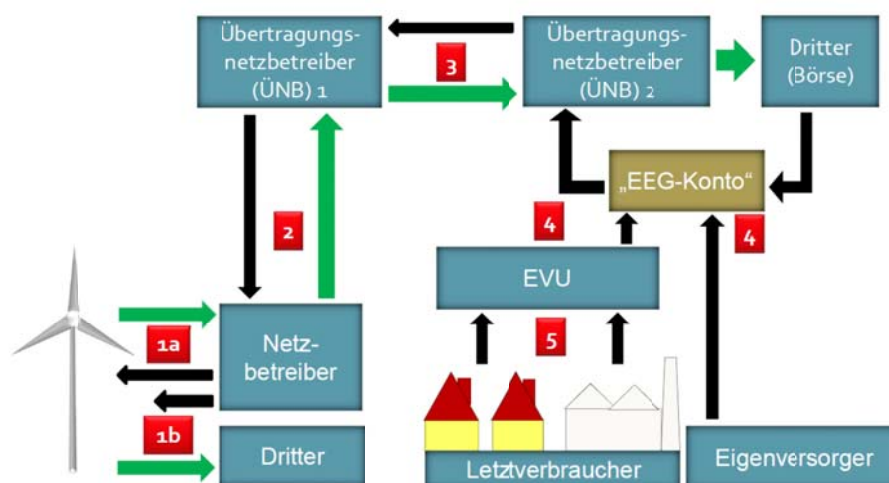 Übertragungs-
netzbetreiber
(ÜNB) 1
3
Übertragungs-
netzbetreiber
(ÜNB) 2
Dritter
(Börse)
„EEG-Konto“
2
4
4
EVU
1a
Netz-
betreiber
5
1b
Dritter
Letztverbraucher
Eigenversorger